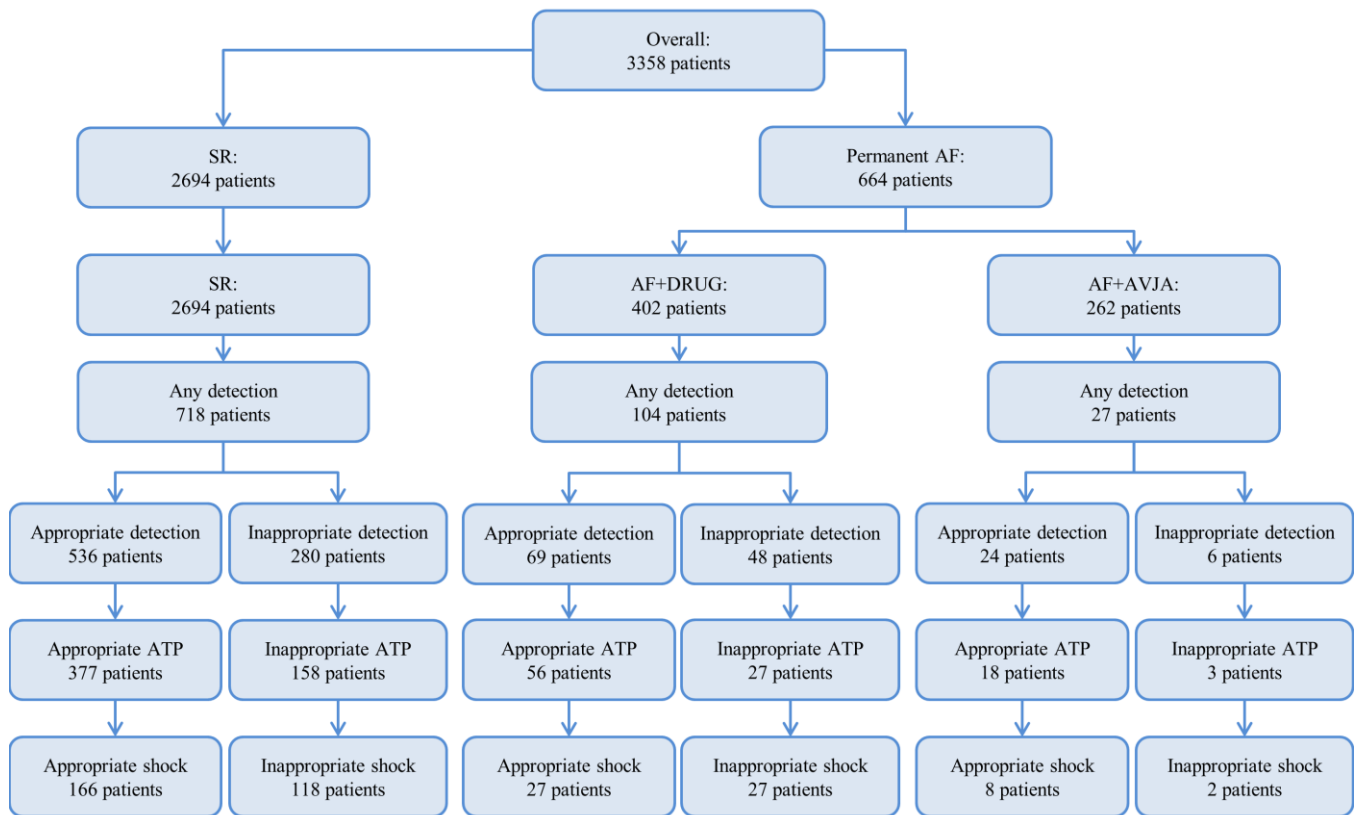 Overall:
3358 patients
SR:
2694 patients
Permanent AF:
664 patients
SR:
2694 patients
AF+DRUG:
402 patients
AF+AVJA:
262 patients
Any detection
718 patients
Any detection
104 patients
Any detection
27 patients
Appropriate detection
536 patients
Inappropriate detection
280 patients
Appropriate detection
69 patients
Inappropriate detection
48 patients
Appropriate detection
24 patients
Inappropriate detection
6 patients
Appropriate ATP
377 patients
Inappropriate ATP
158 patients
Appropriate ATP
56 patients
Inappropriate ATP
27 patients
Appropriate ATP
18 patients
Inappropriate ATP
3 patients
Appropriate shock
166 patients
Inappropriate shock
118 patients
Appropriate shock
27 patients
Inappropriate shock
27 patients
Appropriate shock
8 patients
Inappropriate shock
2 patients